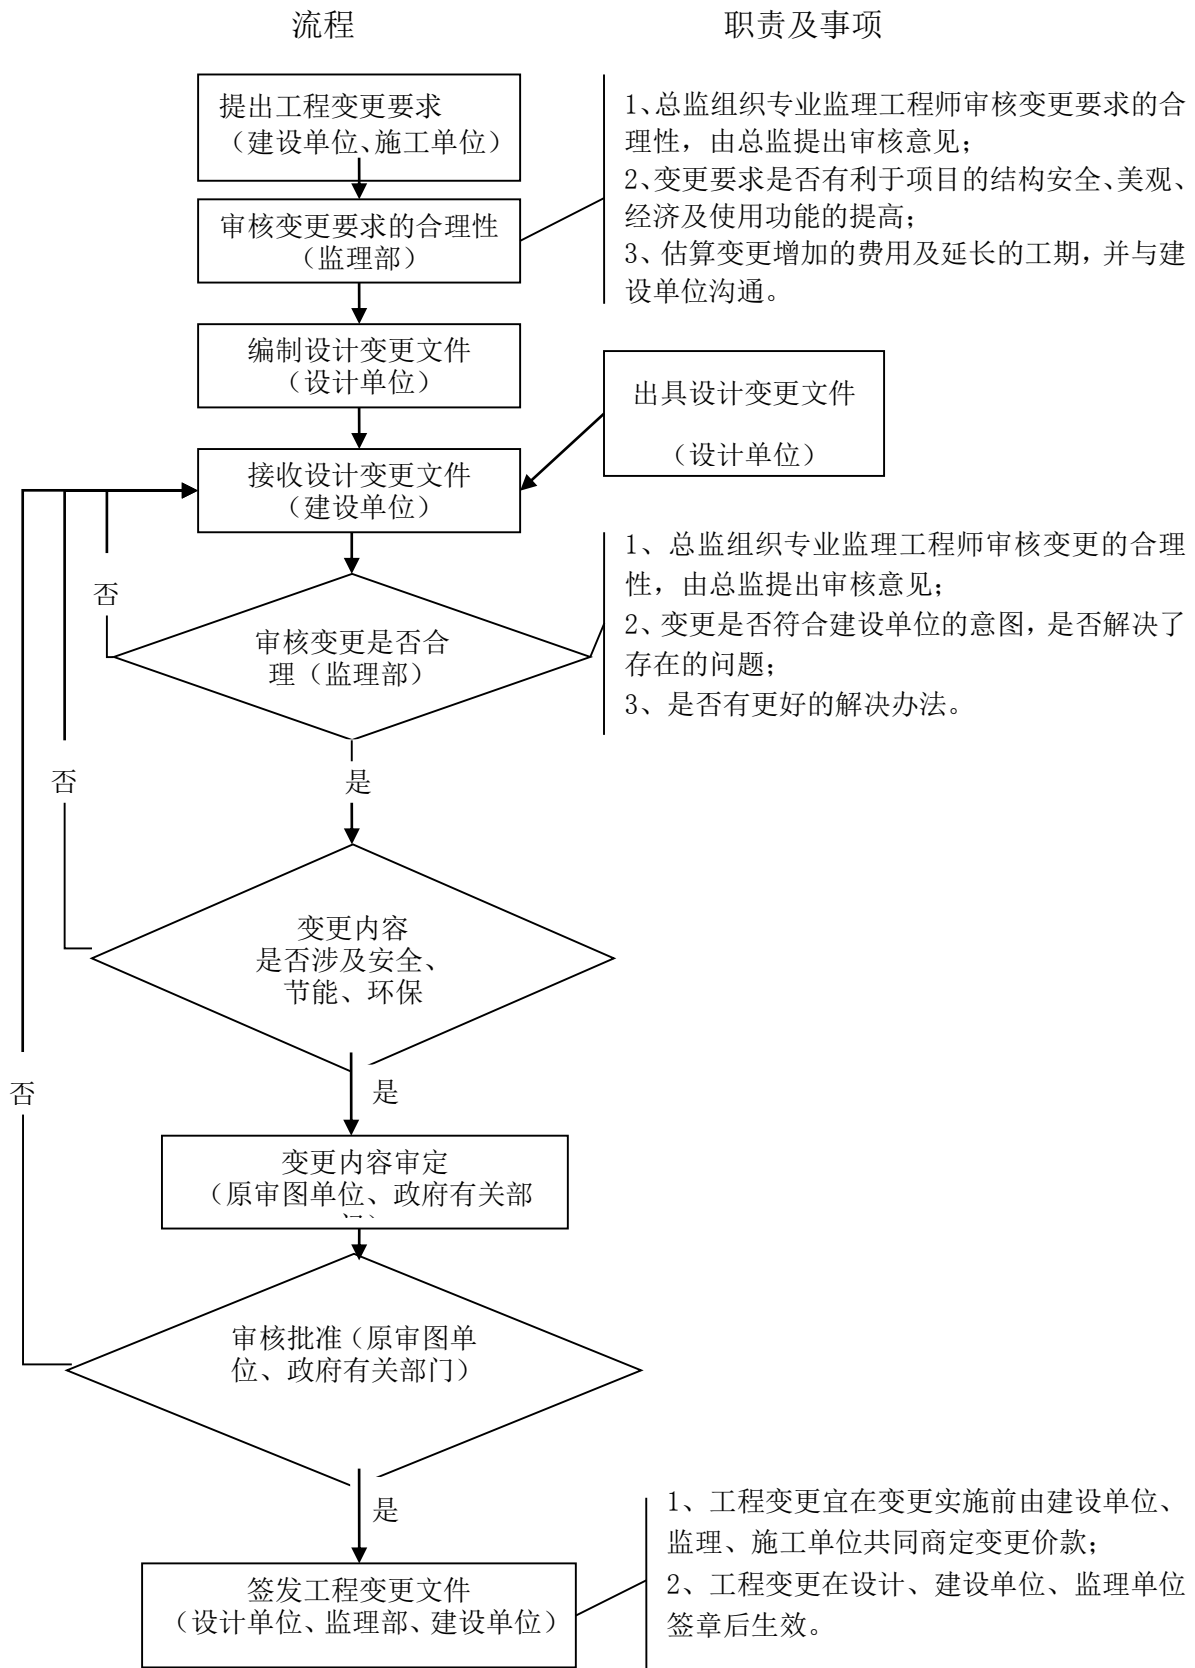 流程
职责及事项
提出工程变更要求
（建设单位、施工单位）
1、总监组织专业监理工程师审核变更要求的合
理性，由总监提出审核意见；
2、变更要求是否有利于项目的结构安全、美观、
经济及使用功能的提高；
3、估算变更增加的费用及延长的工期，并与建
设单位沟通。
审核变更要求的合理性
（监理部）
编制设计变更文件
（设计单位）
出具设计变更文件
（设计单位）
接收设计变更文件
（建设单位）
1、总监组织专业监理工程师审核变更的合理
性，由总监提出审核意见；
2、变更是否符合建设单位的意图，是否解决了
存在的问题；
3、是否有更好的解决办法。
否
审核变更是否合
理（监理部）
否
是
变更内容
是否涉及安全、
节能、环保
否
是
变更内容审定
（原审图单位、政府有关部
审核批准（原审图单
位、政府有关部门）
是
签发工程变更文件
（设计单位、监理部、建设单位）
1、工程变更宜在变更实施前由建设单位、
监理、施工单位共同商定变更价款；
2、工程变更在设计、建设单位、监理单位
签章后生效。